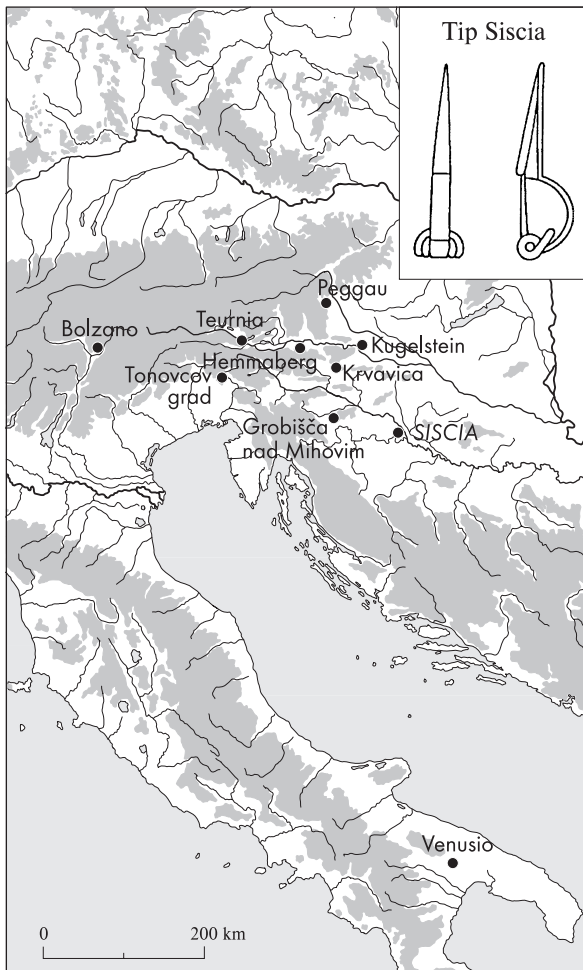 Tip Siscia
Peggau
Teurnia
Bolzano
Kugelstein
Hemmaberg
Tonovcov
grad
Krvavica
Grobišča
nad Mihovim
SISCIA
Venusio
0
200 km